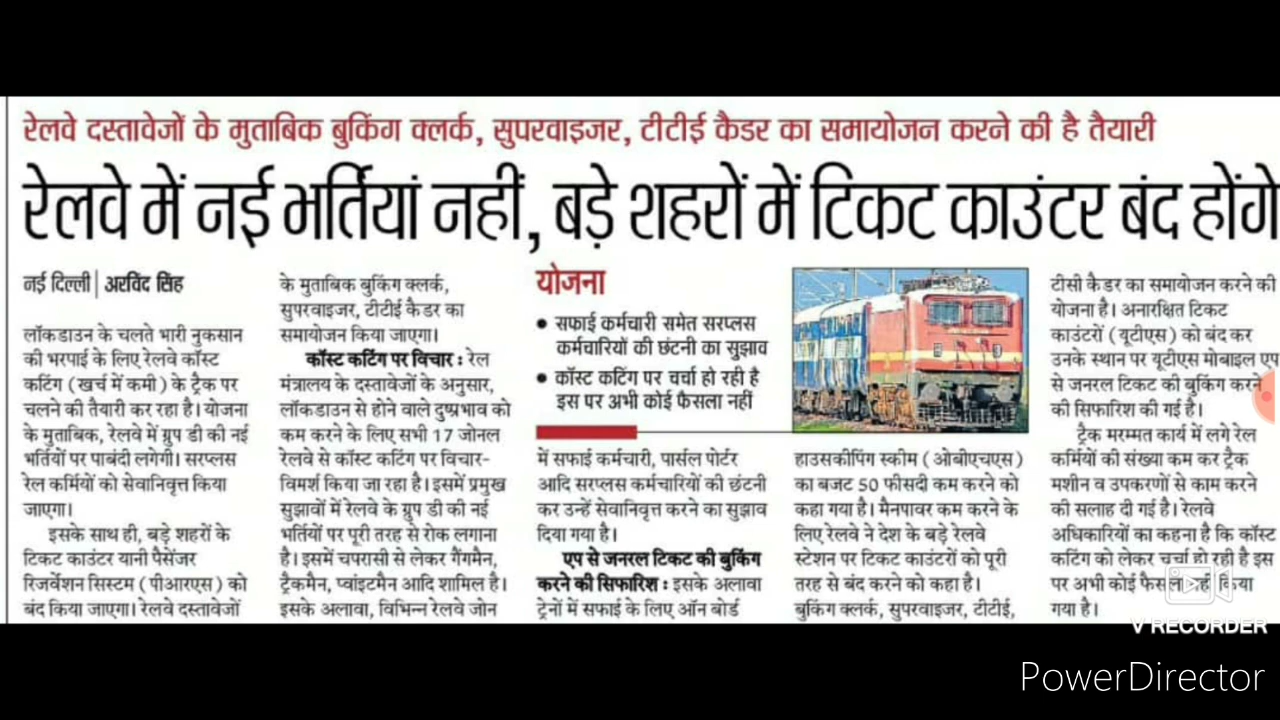 रेलवे दस्तावेजों के मुताबिक बुकिंग क्लर्क, सुपरवाइजर, टीटीई कैडर का समायोजन करने की है तैयारी
रेलवे में नई भर्तियां नहीं, बड़े शहरों में टिकट काउंटर बंद होंगे
नई दिल्ली | अरविंद सिंह
लॉकडाउन के चलते भारी नुकसान
की भरपाई के लिए रेलवे कॉस्ट
कटिंग (खर्च में कमी) के ट्रैक पर
चलने की तैयारी कर रहा है। योजना
के मुताबिक, रेलवे में ग्रुप डी की नई
भर्तियों पर पाबंदी लगेगी। सरप्लस
रेल कर्मियों को सेवानिवृत्त किया
जाएगा।
इसके साथ ही, बड़े शहरों के
टिकट काउंटर यानी पैसेंजर
रिजर्वेशन सिस्टम (पीआरएस) को
बंद किया जाएगा। रेलवे दस्तावेजों
के मुताबिक बुकिंग क्लर्क,
सुपरवाइजर, टीटीई कैडर का
समायोजन किया जाएगा।
कॉस्ट कटिंग पर विचार : रेल
मंत्रालय के दस्तावेजों के अनुसार,
लॉकडाउन से होने वाले दुष्प्रभाव को
कम करने के लिए सभी 17 जोनल
रेलवे से कॉस्ट कटिंग पर विचार-
विमर्श किया जा रहा है। इसमें प्रमुख
सुझावों में रेलवे के ग्रुप डी की नई
भर्तियों पर पूरी तरह से रोक लगाना
है। इसमें चपरासी से लेकर गैंगमैन,
ट्रैकमैन, प्वांइटमैन आदि शामिल है।
इसके अलावा, विभिन्न रेलवे जोन
योजना
• सफाई कर्मचारी समेत सरप्लस
कर्मचारियों की छंटनी का सुझाव
• कॉस्ट कटिंग पर चर्चा हो रही है
इस पर अभी कोई फैसला नहीं
में सफाई कर्मचारी, पार्सल पोर्टर
आदि सरप्लस कर्मचारियों की छंटनी
कर उन्हें सेवानिवृत्त करने का सुझाव
दिया गया है।
एप से जनरल टिकट की बुकिंग
करने की सिफारिश : इसके अलावा
ट्रेनों में सफाई के लिए ऑन बोर्ड
हाउसकीपिंग स्कीम (ओबीएचएस)
का बजट 50 फीसदी कम करने को
कहा गया है। मैनपावर कम करने के
लिए रेलवे ने देश के बड़े रेलवे
स्टेशन पर टिकट काउंटरों को पूरी
तरह से बंद करने को कहा है।
बुकिंग क्लर्क, सुपरवाइजर, टीटीई,
टीसी कैडर का समायोजन करने की
योजना है। अनारक्षित टिकट
काउंटरों (यूटीएस) को बंद कर
उनके स्थान पर यूटीएस मोबाइल एप
से जनरल टिकट की बुकिंग करने
की सिफारिश की गई है।
ट्रैक मरम्मत कार्य में लगे रेल
कर्मियों की संख्या कम कर ट्रैक
मशीन व उपकरणों से काम करने
की सलाह दी गई है। रेलवे
अधिकारियों का कहना है कि कॉस्ट
कटिंग को लेकर चर्चा हो रही है इस
पर अभी कोई किया
गया है।
V RECORDER
PowerDirector